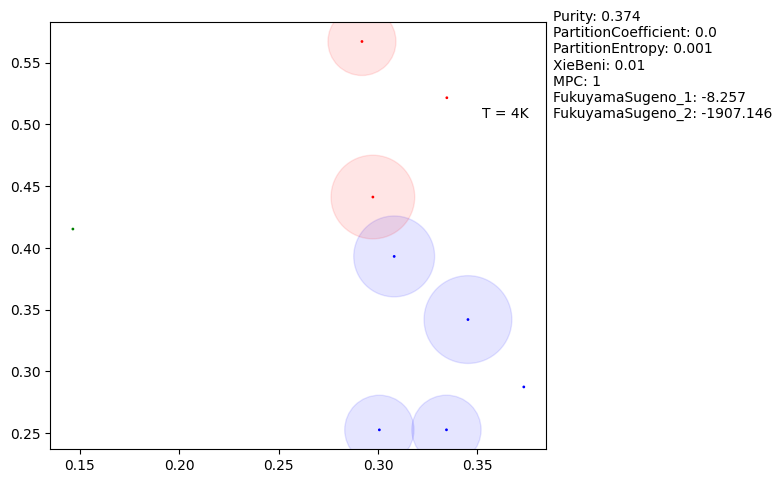 Purity: 0.374
PartitionCoefficient: 0.0
PartitionEntropy: 0.001
XieBeni: 0.01
MPC: 1
FukuyamaSugeno_1: -8.257
FukuyamaSugeno_2: -1907.146
T = 4K
0.55
0.50
0.45
0.40
0.35
0.30
0.25
0.15
0.20
0.25
0.30
0.35